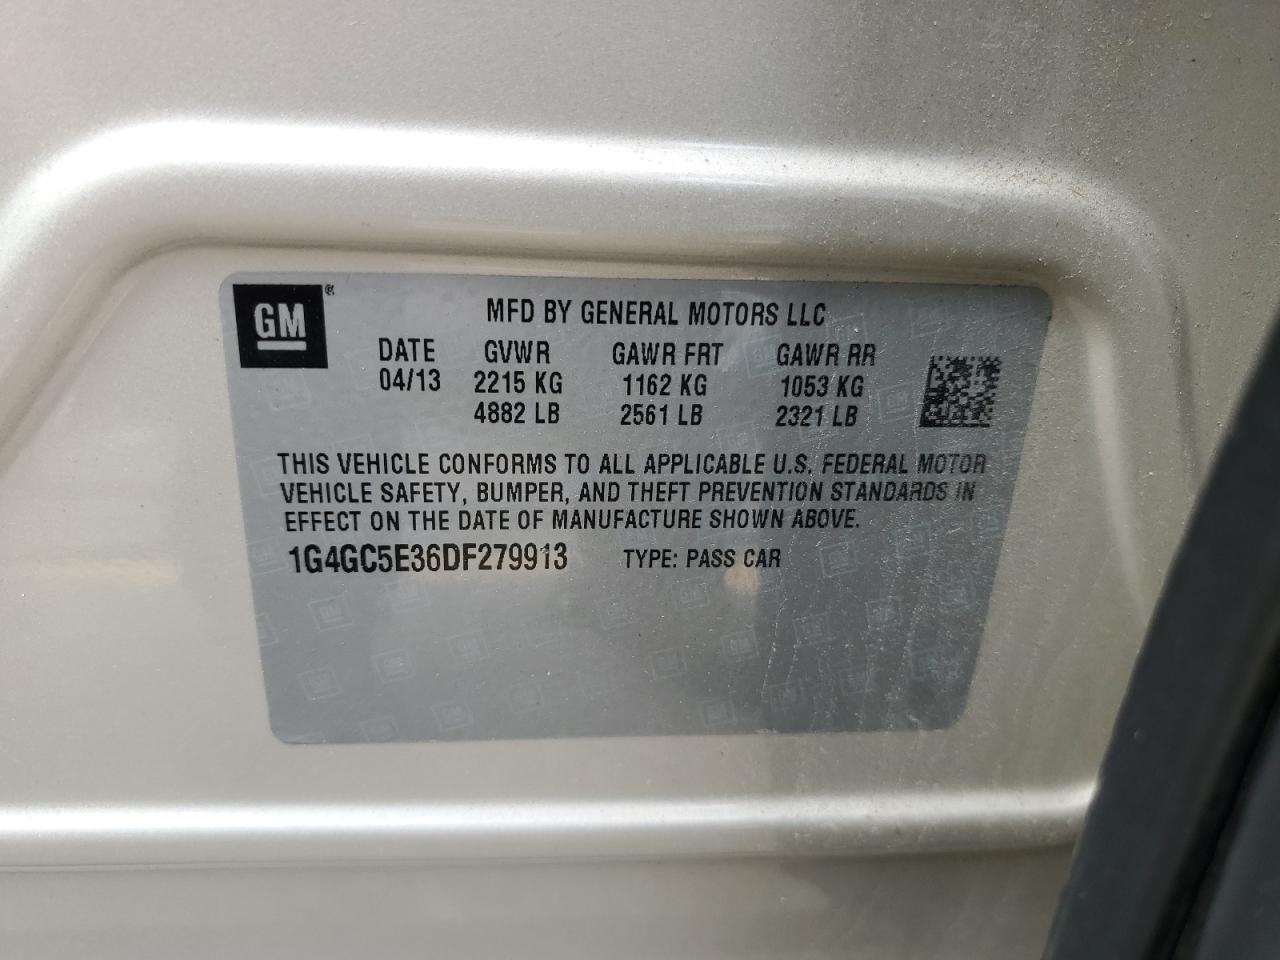 GM®
MFD BY GENERAL MOTORS LLC
DATE GVWR GAWR FRT GAWR RR
04/13 2215 KG 1162 KG 1053 KG
4882 LB 2561 LB 2321 LB
THIS VEHICLE CONFORMS TO ALL APPLICABLE U.S. FEDERAL MOTOR
VEHICLE SAFETY, BUMPER, AND THEFT PREVENTION STANDARDS IN
EFFECT ON THE DATE OF MANUFACTURE SHOWN ABOVE.
1G4GC5E36DF279913 TYPE: PASS CAR